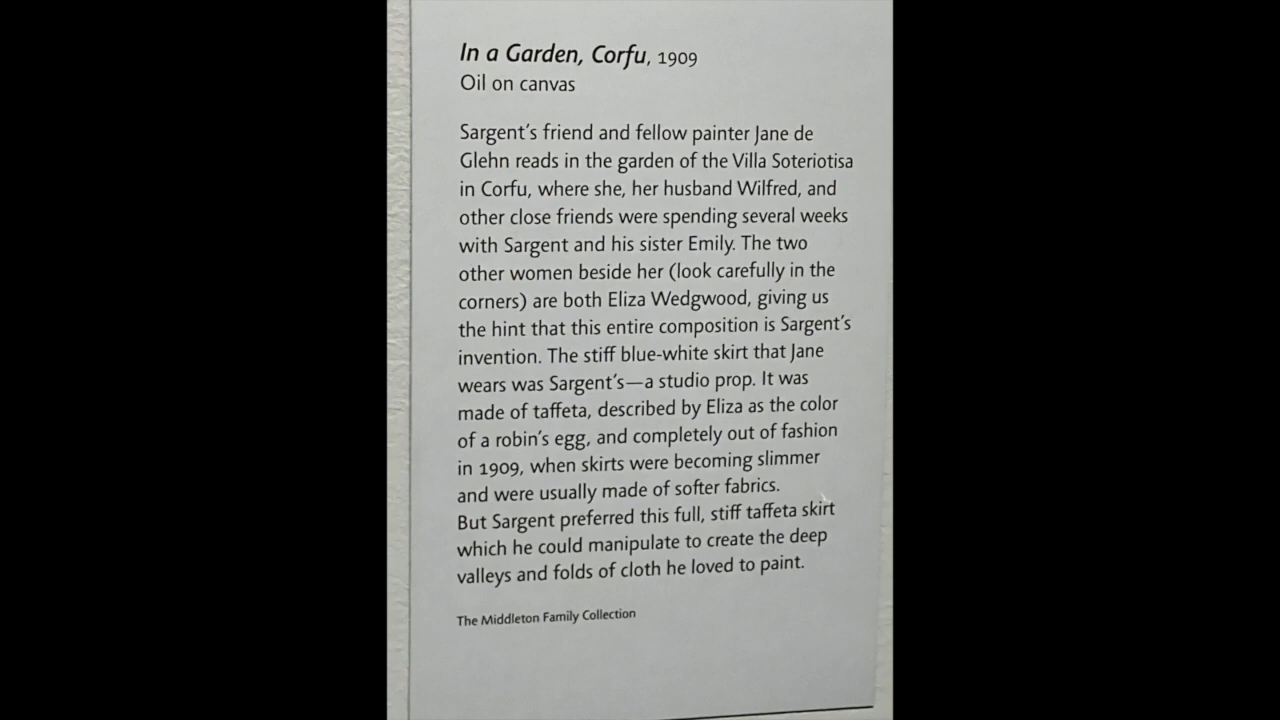 In a Garden, Corfu, 1909
Oil on canvas
Sargent's friend and fellow painter Jane de
Glehn reads in the garden of the Villa Soteriotisa
in Corfu, where she, her husband Wilfred, and
other close friends were spending several weeks
with Sargent and his sister Emily. The two
other women beside her (look carefully in the
corners) are both Eliza Wedgwood, giving us
the hint that this entire composition is Sargent's
invention. The stiff blue-white skirt that Jane
wears was Sargent's—a studio prop. It was
made of taffeta, described by Eliza as the color
of a robin's egg, and completely out of fashion
in 1909, when skirts were becoming slimmer
and were usually made of softer fabrics.
But Sargent preferred this full, stiff taffeta skirt
which he could manipulate to create the deep
valleys and folds of cloth he loved to paint.
The Middleton Family Collection